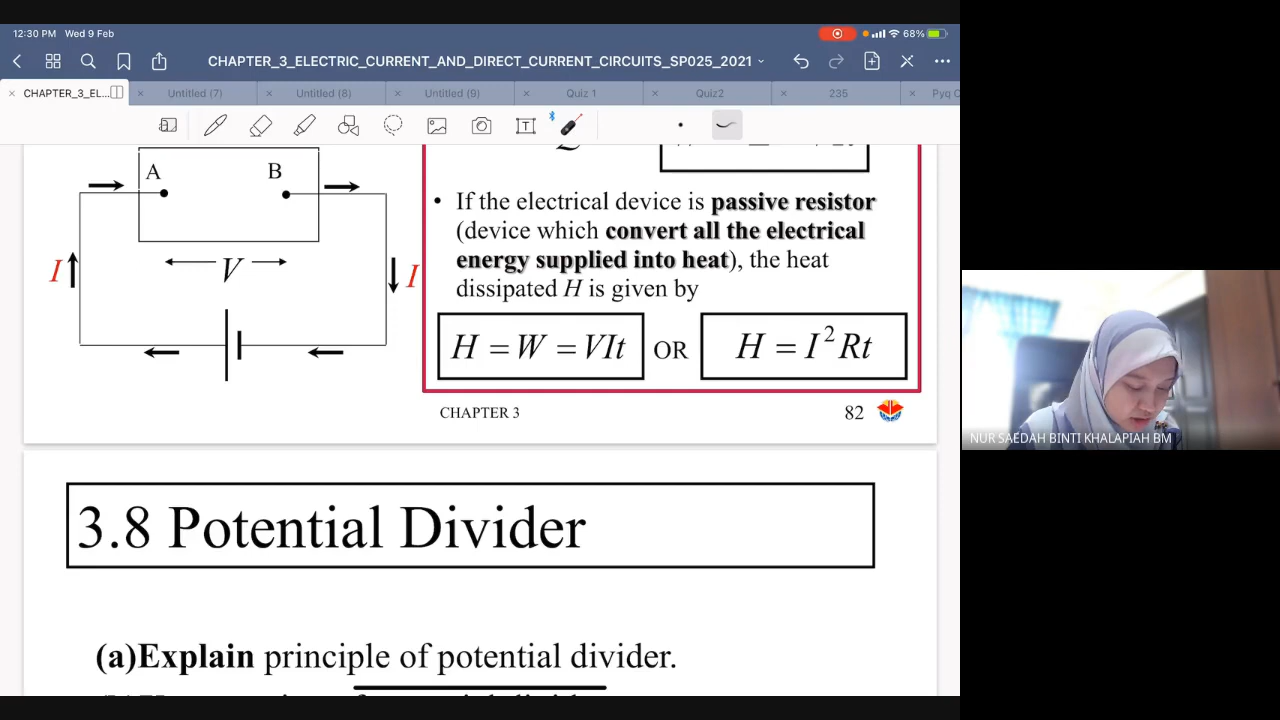 12:30 PM Wed 9 Feb
68%
CHAPTER_3_ELECTRIC_CURRENT_AND_DIRECT_CURRENT_CIRCUITS_SP025_2021
CHAPTER_3_EL...
Untitled (7)
Untitled (8)
Untitled (9)
Quiz 1
Quiz2
235
Pyq C
T
A
B
I
V
I
• If the electrical device is passive resistor
(device which convert all the electrical
energy supplied into heat), the heat
dissipated H is given by
H = W = VIt OR H = I² Rt
CHAPTER 3
82
NUR SAEDAH BINTI KHALAPIAH BM
3.8 Potential Divider
(a)Explain principle of potential divider.